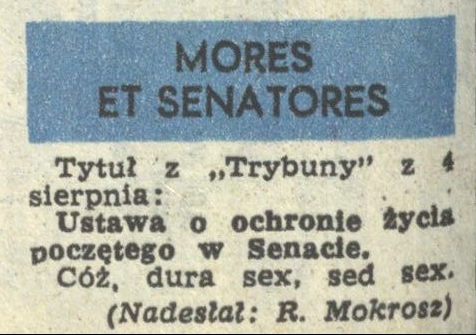 MORES
ET SENATORES
Tytuł z „Trybuny” z 4
sierpnia:
Ustawa o ochronie życia
poczętego w Senacie.
Cóż, dura sex, sed sex.
(Nadesłał: R. Mokrosz)